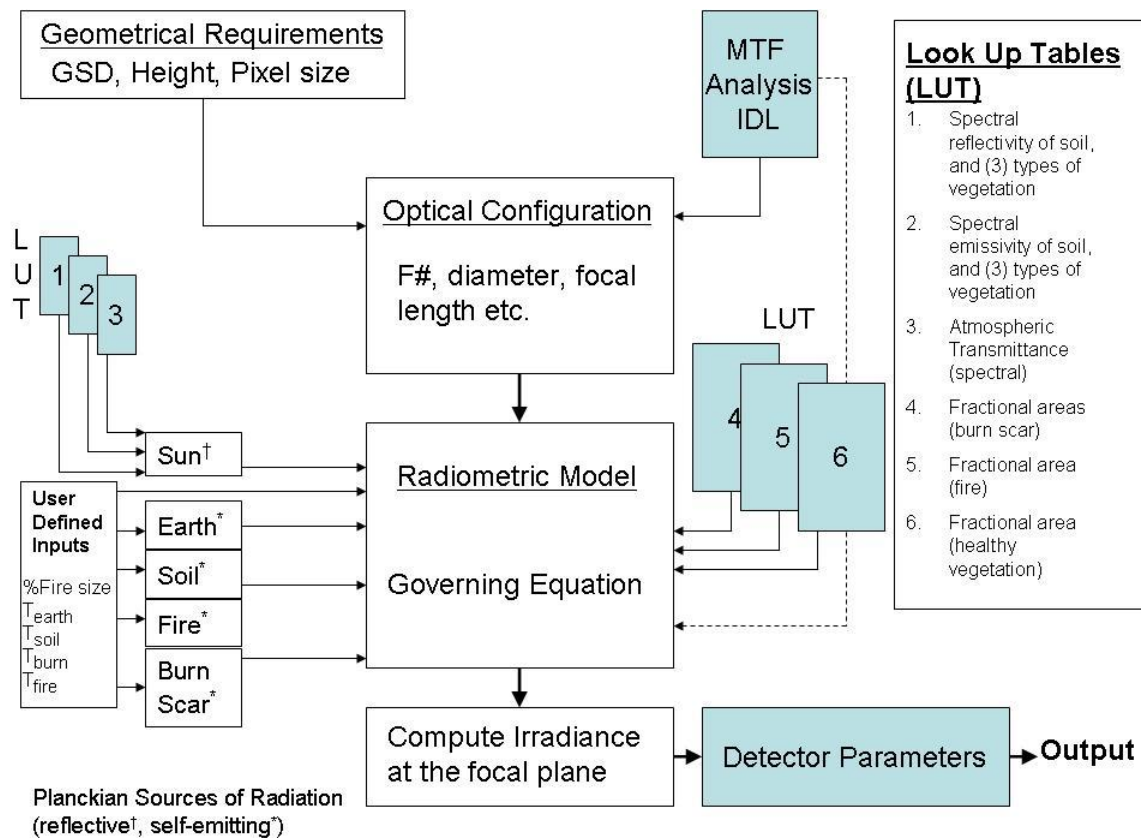 Geometrical Requirements
GSD, Height, Pixel size
MTF
Analysis
IDL
Look Up Tables
(LUT)
1. Spectral
reflectivity of soil,
and (3) types of
vegetation
2. Spectral
emissivity of soil,
and (3) types of
vegetation
3. Atmospheric
Transmittance
(spectral)
4. Fractional areas
(burn scar)
5. Fractional area
(fire)
6. Fractional area
(healthy
vegetation)
Optical Configuration
F#, diameter, focal
length etc.
L
U
T
1
2
3
LUT
4
5
6
Sun†
User
Defined
Inputs
%Fire size
Tearth
Tsoil
Tburn
Tfire
Earth*
Soil*
Fire*
Burn
Scar*
Radiometric Model
Governing Equation
Compute Irradiance
at the focal plane
Detector Parameters
Output
Planckian Sources of Radiation
(reflective†, self-emitting*)